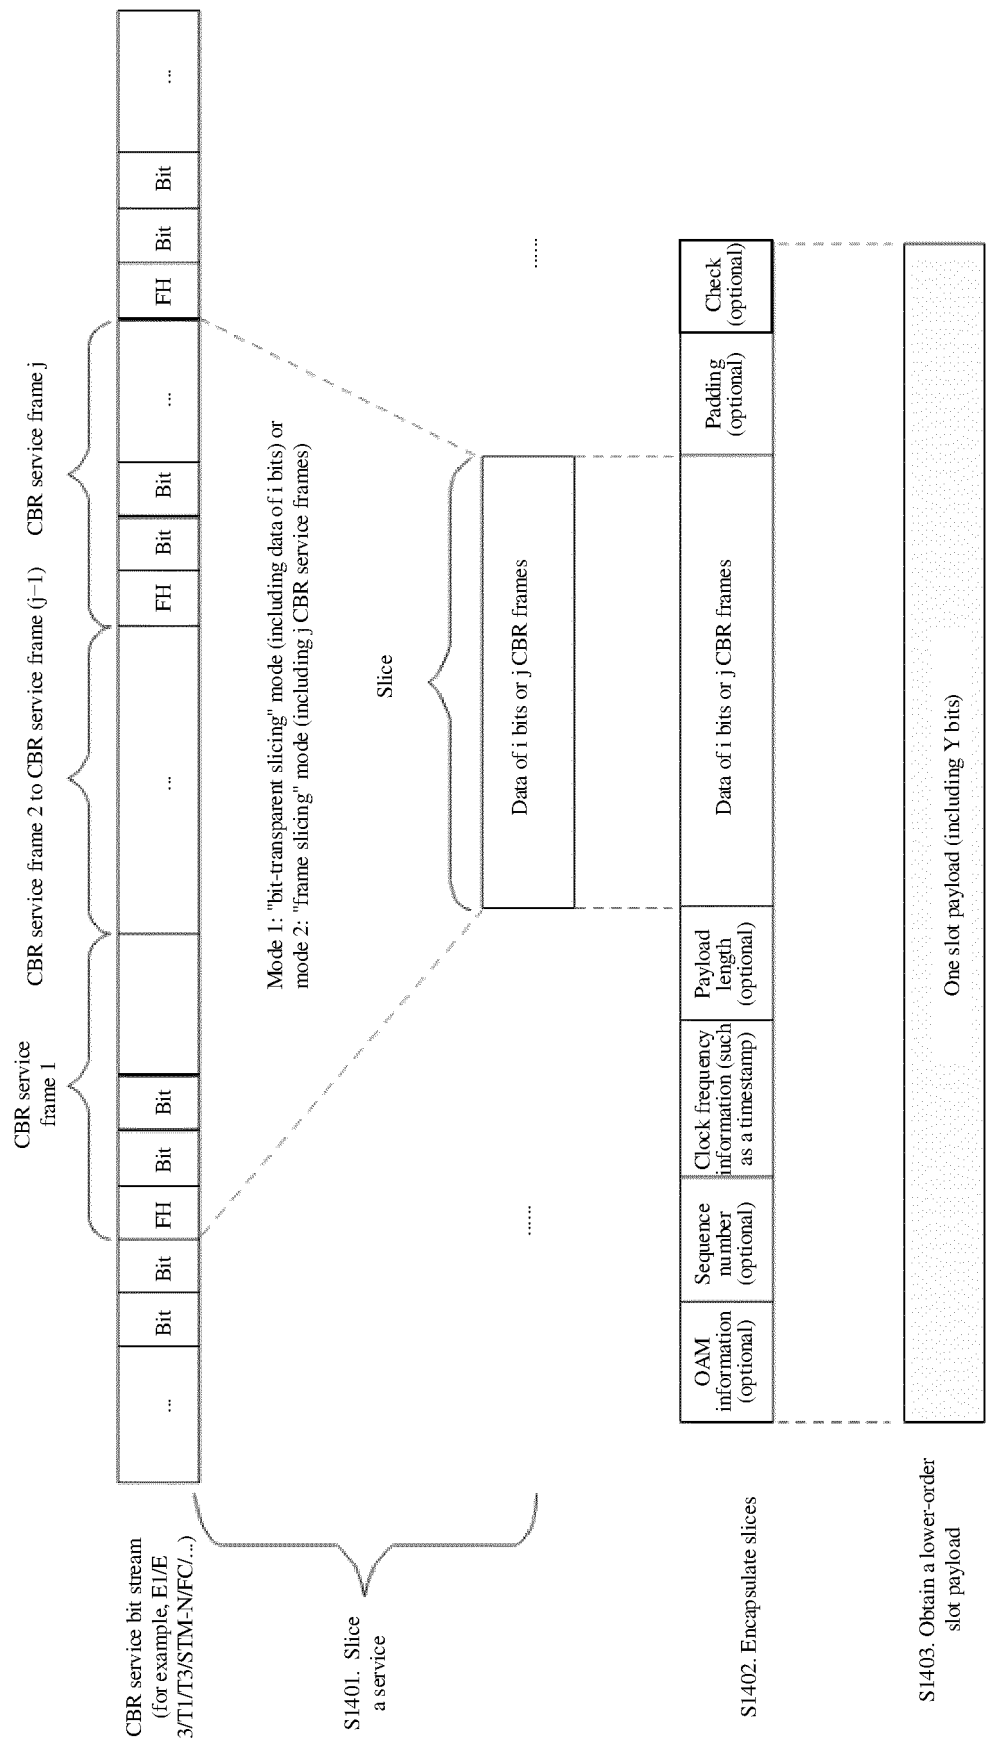 CBR service
frame 1
CBR service frame 2 to CBR service frame (j−1)
CBR service frame j
CBR service bit stream
(for example, E1/E
3/T1/T3/STM-N/FC/...)
...
Bit
Bit
FH
Bit
Bit
...
FH
Bit
Bit
...
FH
Bit
Bit
...
S1401. Slice
a service
Mode 1: "bit-transparent slicing" mode (including data of i bits) or
mode 2: "frame slicing" mode (including j CBR service frames)
Slice
......
Data of i bits or j CBR frames
......
S1402. Encapsulate slices
OAM
information
(optional)
Sequence
number
(optional)
Clock frequency
information (such
as a timestamp)
Payload
length
(optional)
Data of i bits or j CBR frames
Padding
(optional)
Check
(optional)
S1403. Obtain a lower-order
slot payload
One slot payload (including Y bits)